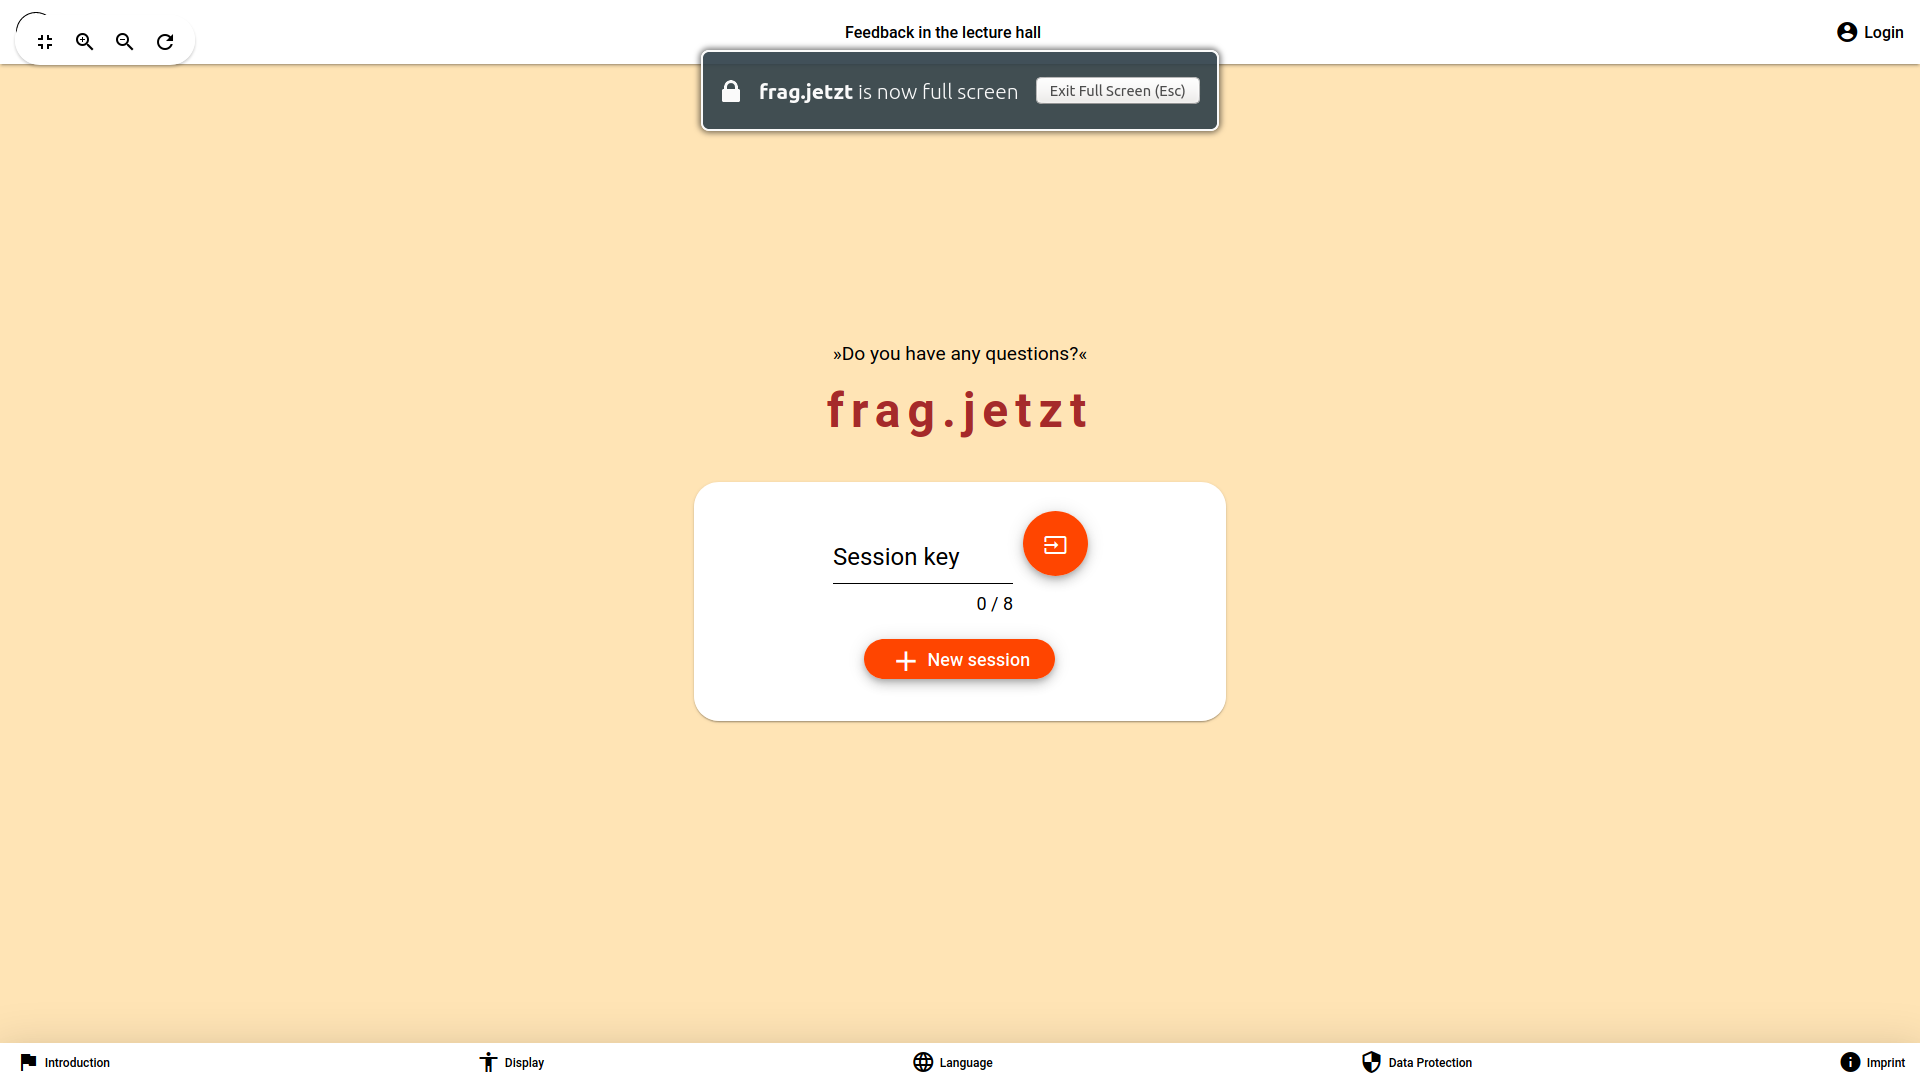 Feedback in the lecture hall
Login
frag.jetzt is now full screen
Exit Full Screen (Esc)
»Do you have any questions?«
frag.jetzt
Session key
0 / 8
New session
Introduction
Display
Language
Data Protection
Imprint